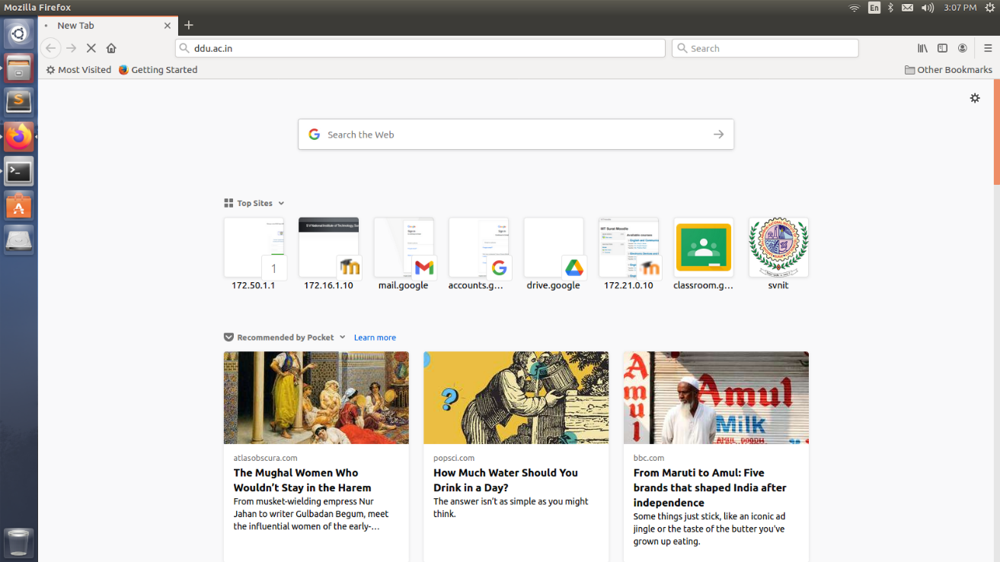 Mozilla Firefox
En
3:07 PM
New Tab
ddu.ac.in
Search
Most Visited
Getting Started
Other Bookmarks
Search the Web
Top Sites
1
S V National Institute of Technology, Sur
172.50.1.1
172.16.1.10
mail.google
accounts.g...
drive.google
172.21.0.10
classroom.g...
svnit
Recommended by Pocket
Learn more
Amul
Amul
Milk
atlasobscura.com
The Mughal Women Who
Wouldn't Stay in the Harem
From musket-wielding empress Nur
Jahan to writer Gulbadan Begum, meet
the influential women of the early-...
popsci.com
How Much Water Should You
Drink in a Day?
The answer isn't as simple as you might
think.
bbc.com
From Maruti to Amul: Five
brands that shaped India after
independence
Some things just stick, like an iconic ad
jingle or the taste of the butter you've
grown up eating.